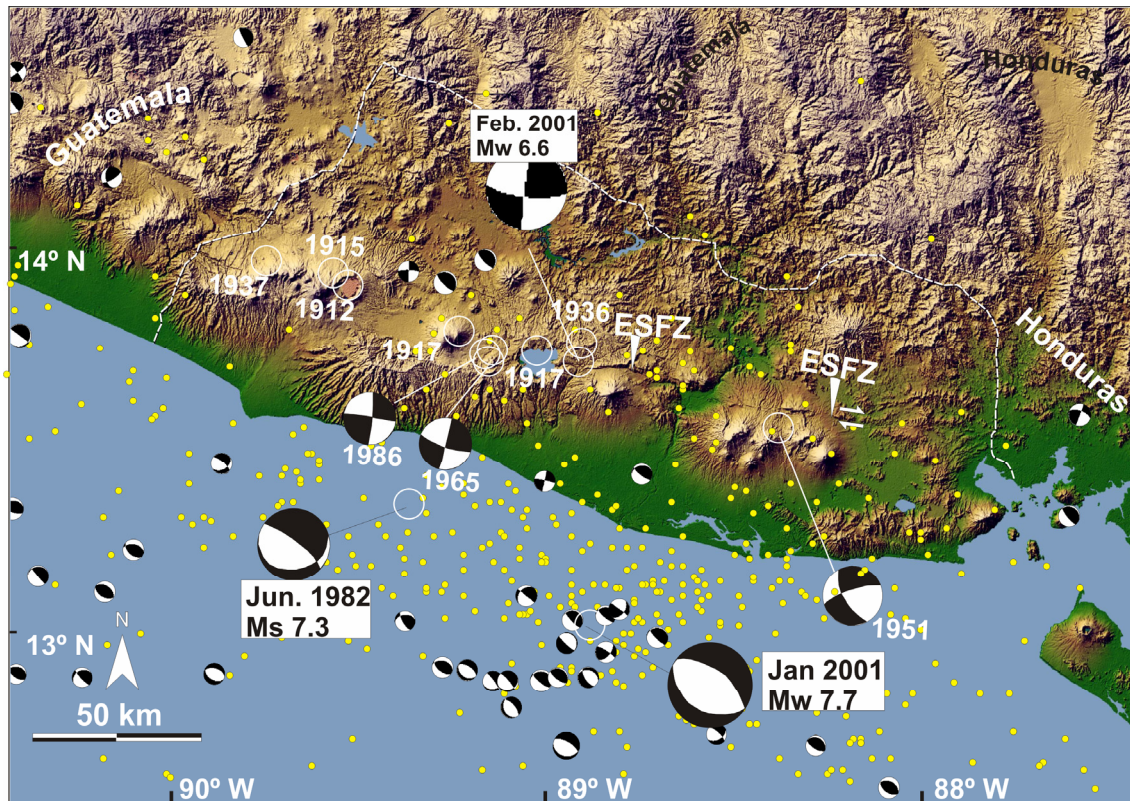 Guatemala
Honduras
Guatemala
Feb. 2001
Mw 6.6
14º N
1915
1937
1912
1936
ESFZ
1917
1917
ESFZ
Honduras
1986
1965
Jun. 1982
Ms 7.3
1951
N
13º N
Jan 2001
Mw 7.7
50 km
90º W
89º W
88º W